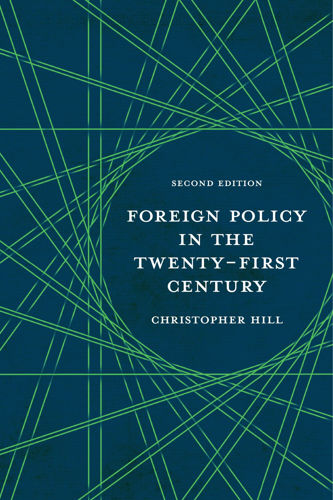 SECOND EDITION
FOREIGN POLICY
IN THE
TWENTY-FIRST
CENTURY
CHRISTOPHER HILL